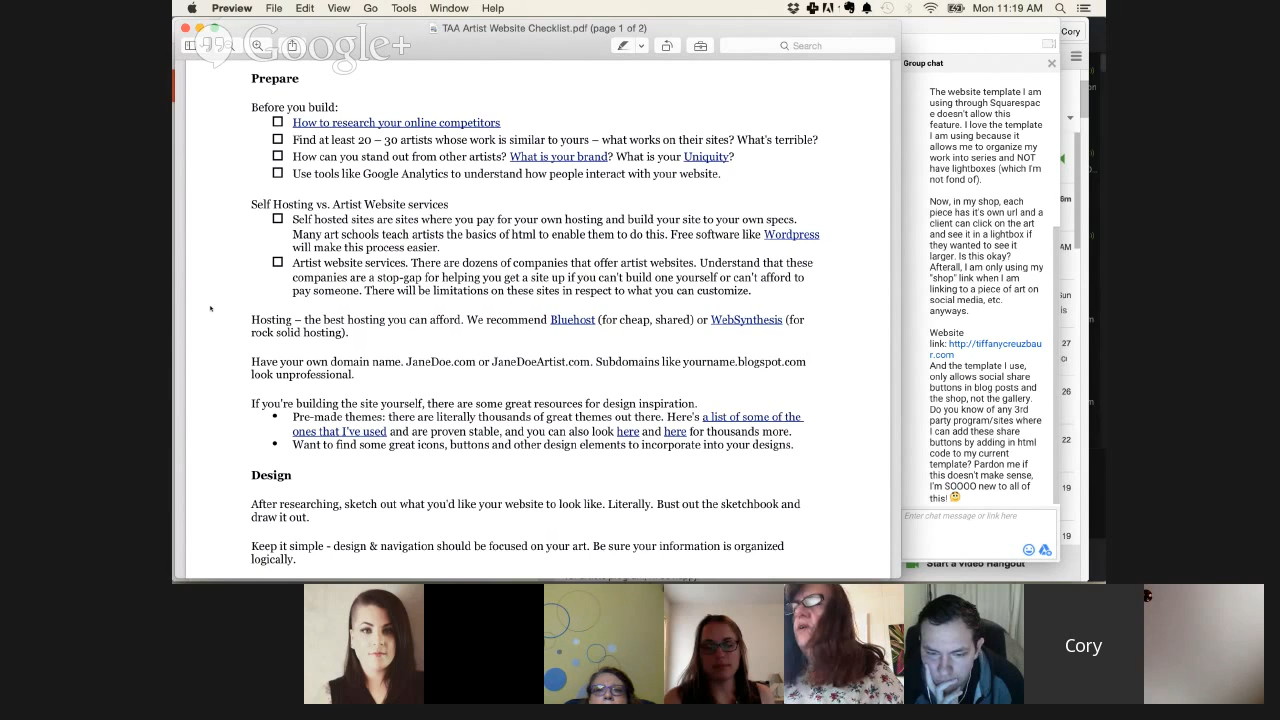 Preview File Edit View Go Tools Window Help
Mon 11:19 AM
TAA Artist Website Checklist.pdf (page 1 of 2)
Cory
Google+
Search
Prepare
Before you build:
How to research your online competitors
Find at least 20 – 30 artists whose work is similar to yours – what works on their sites? What's terrible?
How can you stand out from other artists? What is your brand? What is your Uniquity?
Use tools like Google Analytics to understand how people interact with your website.
Self Hosting vs. Artist Website services
Self hosted sites are sites where you pay for your own hosting and build your site to your own specs.
Many art schools teach artists the basics of html to enable them to do this. Free software like Wordpress
will make this process easier.
Artist website services. There are dozens of companies that offer artist websites. Understand that these
companies are a stop-gap for helping you get a site up if you can't build one yourself or can't afford to
pay someone. There will be limitations on these sites in respect to what you can customize.
Hosting – the best hosting you can afford. We recommend Bluehost (for cheap, shared) or WebSynthesis (for
rock solid hosting).
Have your own domain name. JaneDoe.com or JaneDoeArtist.com. Subdomains like yourname.blogspot.com
look unprofessional.
If you're building the site yourself, there are some great resources for design inspiration.
• Pre-made themes: there are literally thousands of great themes out there. Here's a list of some of the
ones that I've used and are proven stable, and you can also look here and here for thousands more.
• Want to find some great icons, buttons and other design elements to incorporate into your designs.
Design
After researching, sketch out what you'd like your website to look like. Literally. Bust out the sketchbook and
draw it out.
Keep it simple - design & navigation should be focused on your art. Be sure your information is organized
logically.
Group chat
The website template I am
using through Squarespac
e doesn't allow this
feature. I love the template
I am using because it
allows me to organize my
work into series and NOT
have lightboxes (which I'm
not fond of).
Now, in my shop, each
piece has it's own url and a
client can click on the art
and see it in a lightbox if
they wanted to see it
larger. Is this okay?
Afterall, I am only using my
"shop" link when I am
linking to a piece of art on
social media, etc.
anyways.
Website
link: http://tiffanycreuzbau
r.com
And the template I use,
only allows social share
buttons in blog posts and
the shop, not the gallery.
Do you know of any 3rd
party program/sites where
I can add these share
buttons by adding in html
code to my current
template? Pardon me if
this doesn't make sense,
I'm SOOOO new to all of
this!
Enter chat message or link here
Start a video Hangout
AM
27
26
22
19
19
Cory